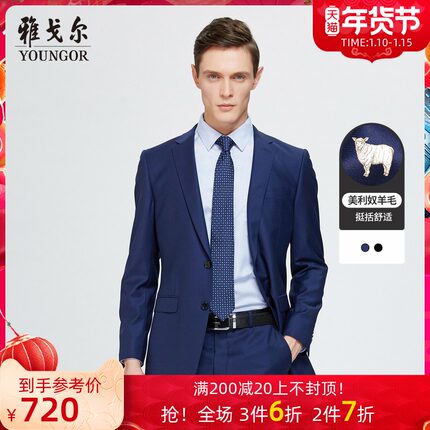 雅戈尔
YOUNGOR
天猫 年货节
TIME:1.10-1.15
美利奴羊毛
挺括舒适
到手参考价
¥720
满200减20上不封顶！
抢！全场 3件6折 2件7折